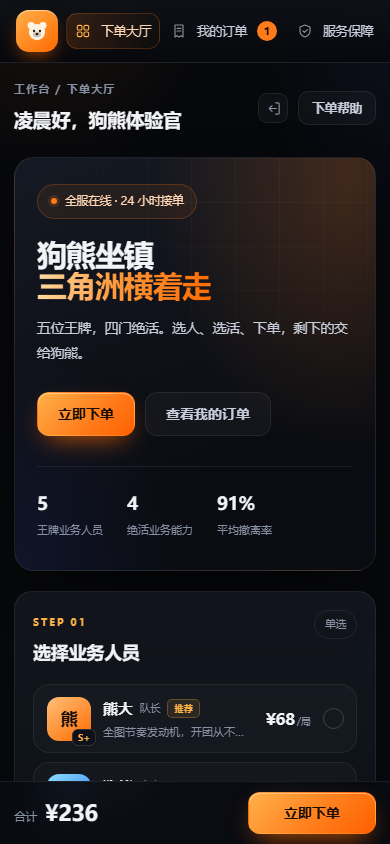 下单大厅
我的订单
1
服务保障
工作台 / 下单大厅
凌晨好，狗熊体验官
下单帮助
全服在线 · 24 小时接单
狗熊坐镇
三角洲横着走
五位王牌，四门绝活。选人、选活、下单，剩下的交
给狗熊。
立即下单
查看我的订单
5
王牌业务人员
4
绝活业务能力
91%
平均撤离率
STEP 01
选择业务人员
单选
熊
S+
熊大
队长
推荐
全图节奏发动机，开团从不...
¥68/局
合计
¥236
立即下单